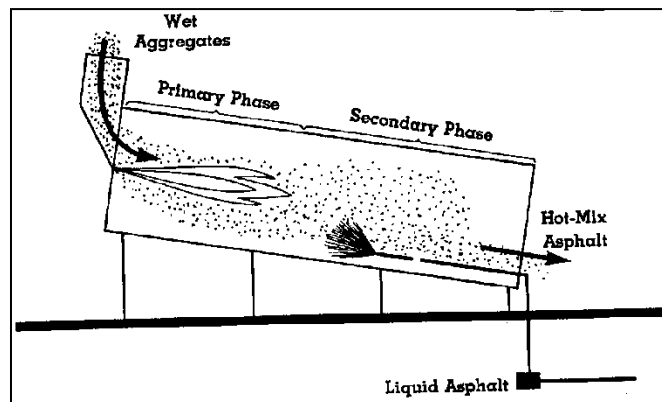 Wet
Aggregates
Primary Phase
Secondary Phase
Hot-Mix
Asphalt
Liquid Asphalt